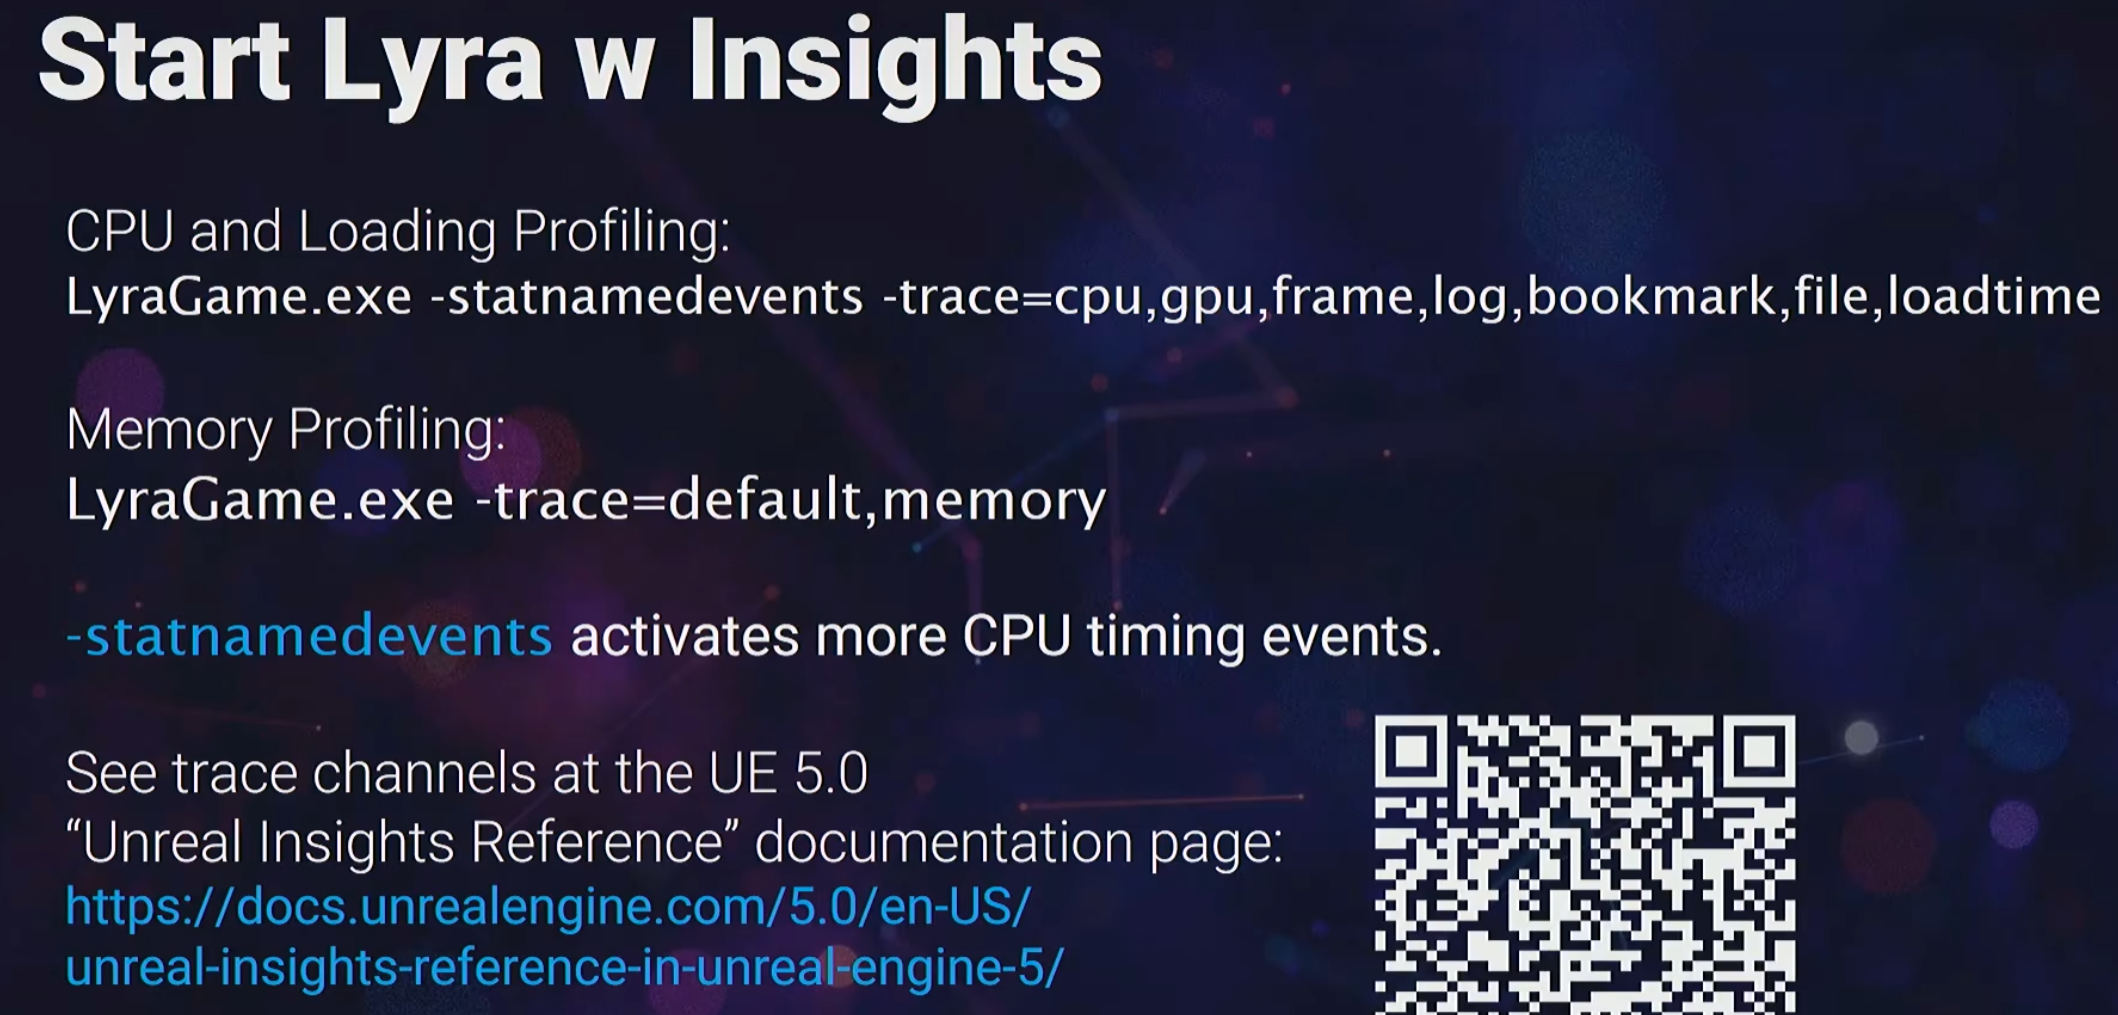 Start Lyra w Insights
CPU and Loading Profiling:
LyraGame.exe -statnamedevents -trace=cpu,gpu,frame,log,bookmark,file,loadtime
Memory Profiling:
LyraGame.exe -trace=default,memory
-statnamedevents activates more CPU timing events.
See trace channels at the UE 5.0
“Unreal Insights Reference” documentation page:
https://docs.unrealengine.com/5.0/en-US/
unreal-insights-reference-in-unreal-engine-5/